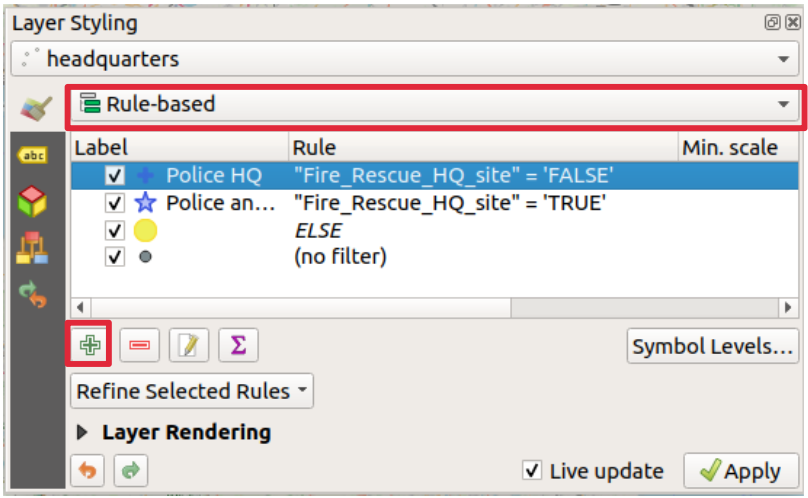 Layer Styling
headquarters
Rule-based
abc
Label Rule Min. scale
Police HQ "Fire_Rescue_HQ_site" = 'FALSE'
Police an... "Fire_Rescue_HQ_site" = 'TRUE'
ELSE
(no filter)
Σ
Symbol Levels...
Refine Selected Rules
Layer Rendering
Live update Apply